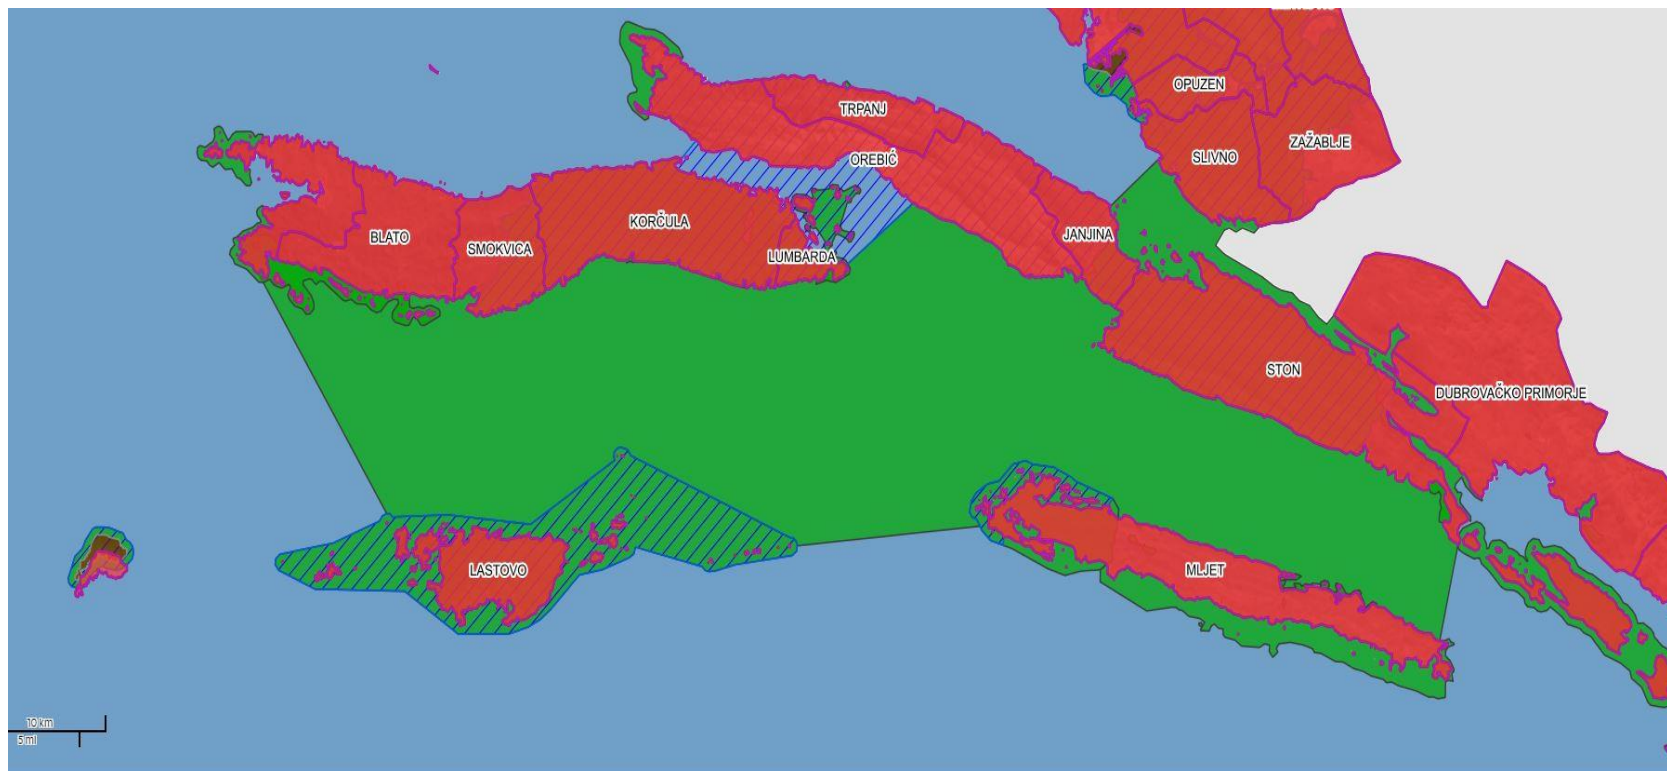 OPUZEN
TRPANJ
ZAŽABLJE
OREBIĆ
SLIVNO
KORČULA
BLATO
SMOKVICA
JANJINA
LUMBARDA
STON
DUBROVAČKO PRIMORJE
LASTOVO
MLJET
10 km
5 mi